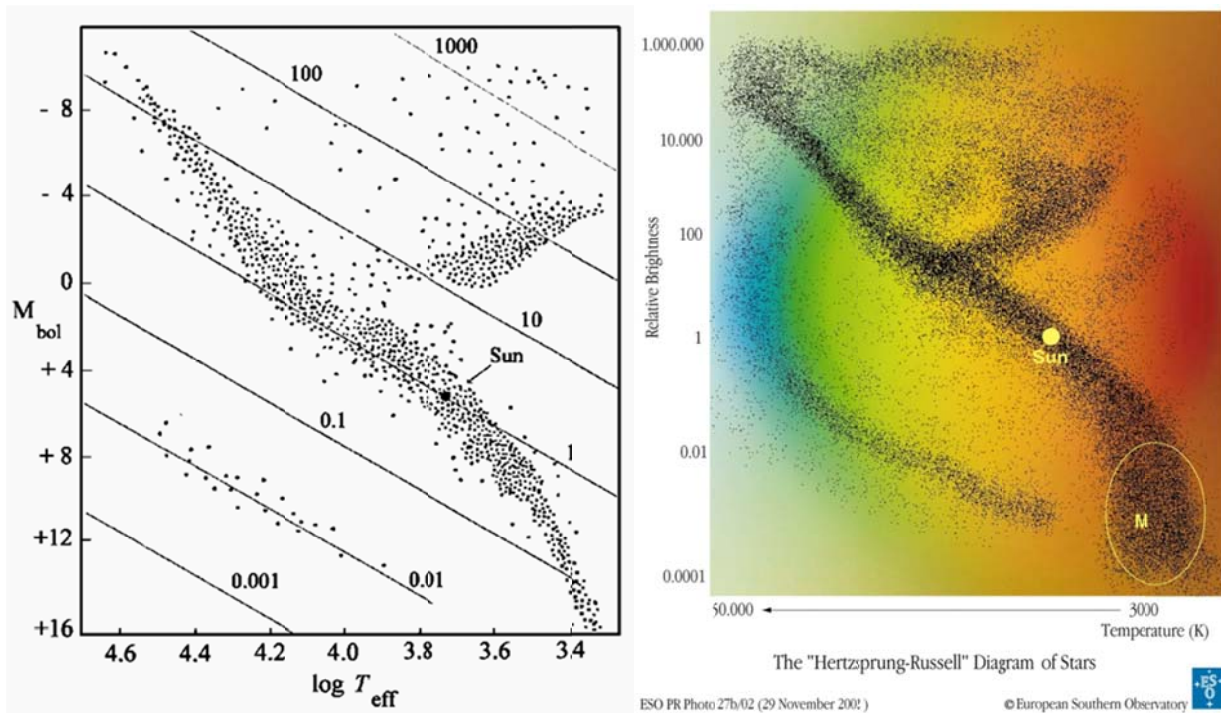 1000
100
- 8
- 4
0
M bol
10
Sun
+ 4
0.1
1
+ 8
+12
0.001
0.01
+16
4.6 4.4 4.2 4.0 3.8 3.6 3.4
log T eff
1.000.000
10.000
100
Relative Brightness
1
Sun
0.01
M
0.0001
50.000 3000
Temperature (K)
The "Hertzsprung-Russell" Diagram of Stars
ESO PR Photo 27b/02 (29 November 2002) © European Southern Observatory
ESO